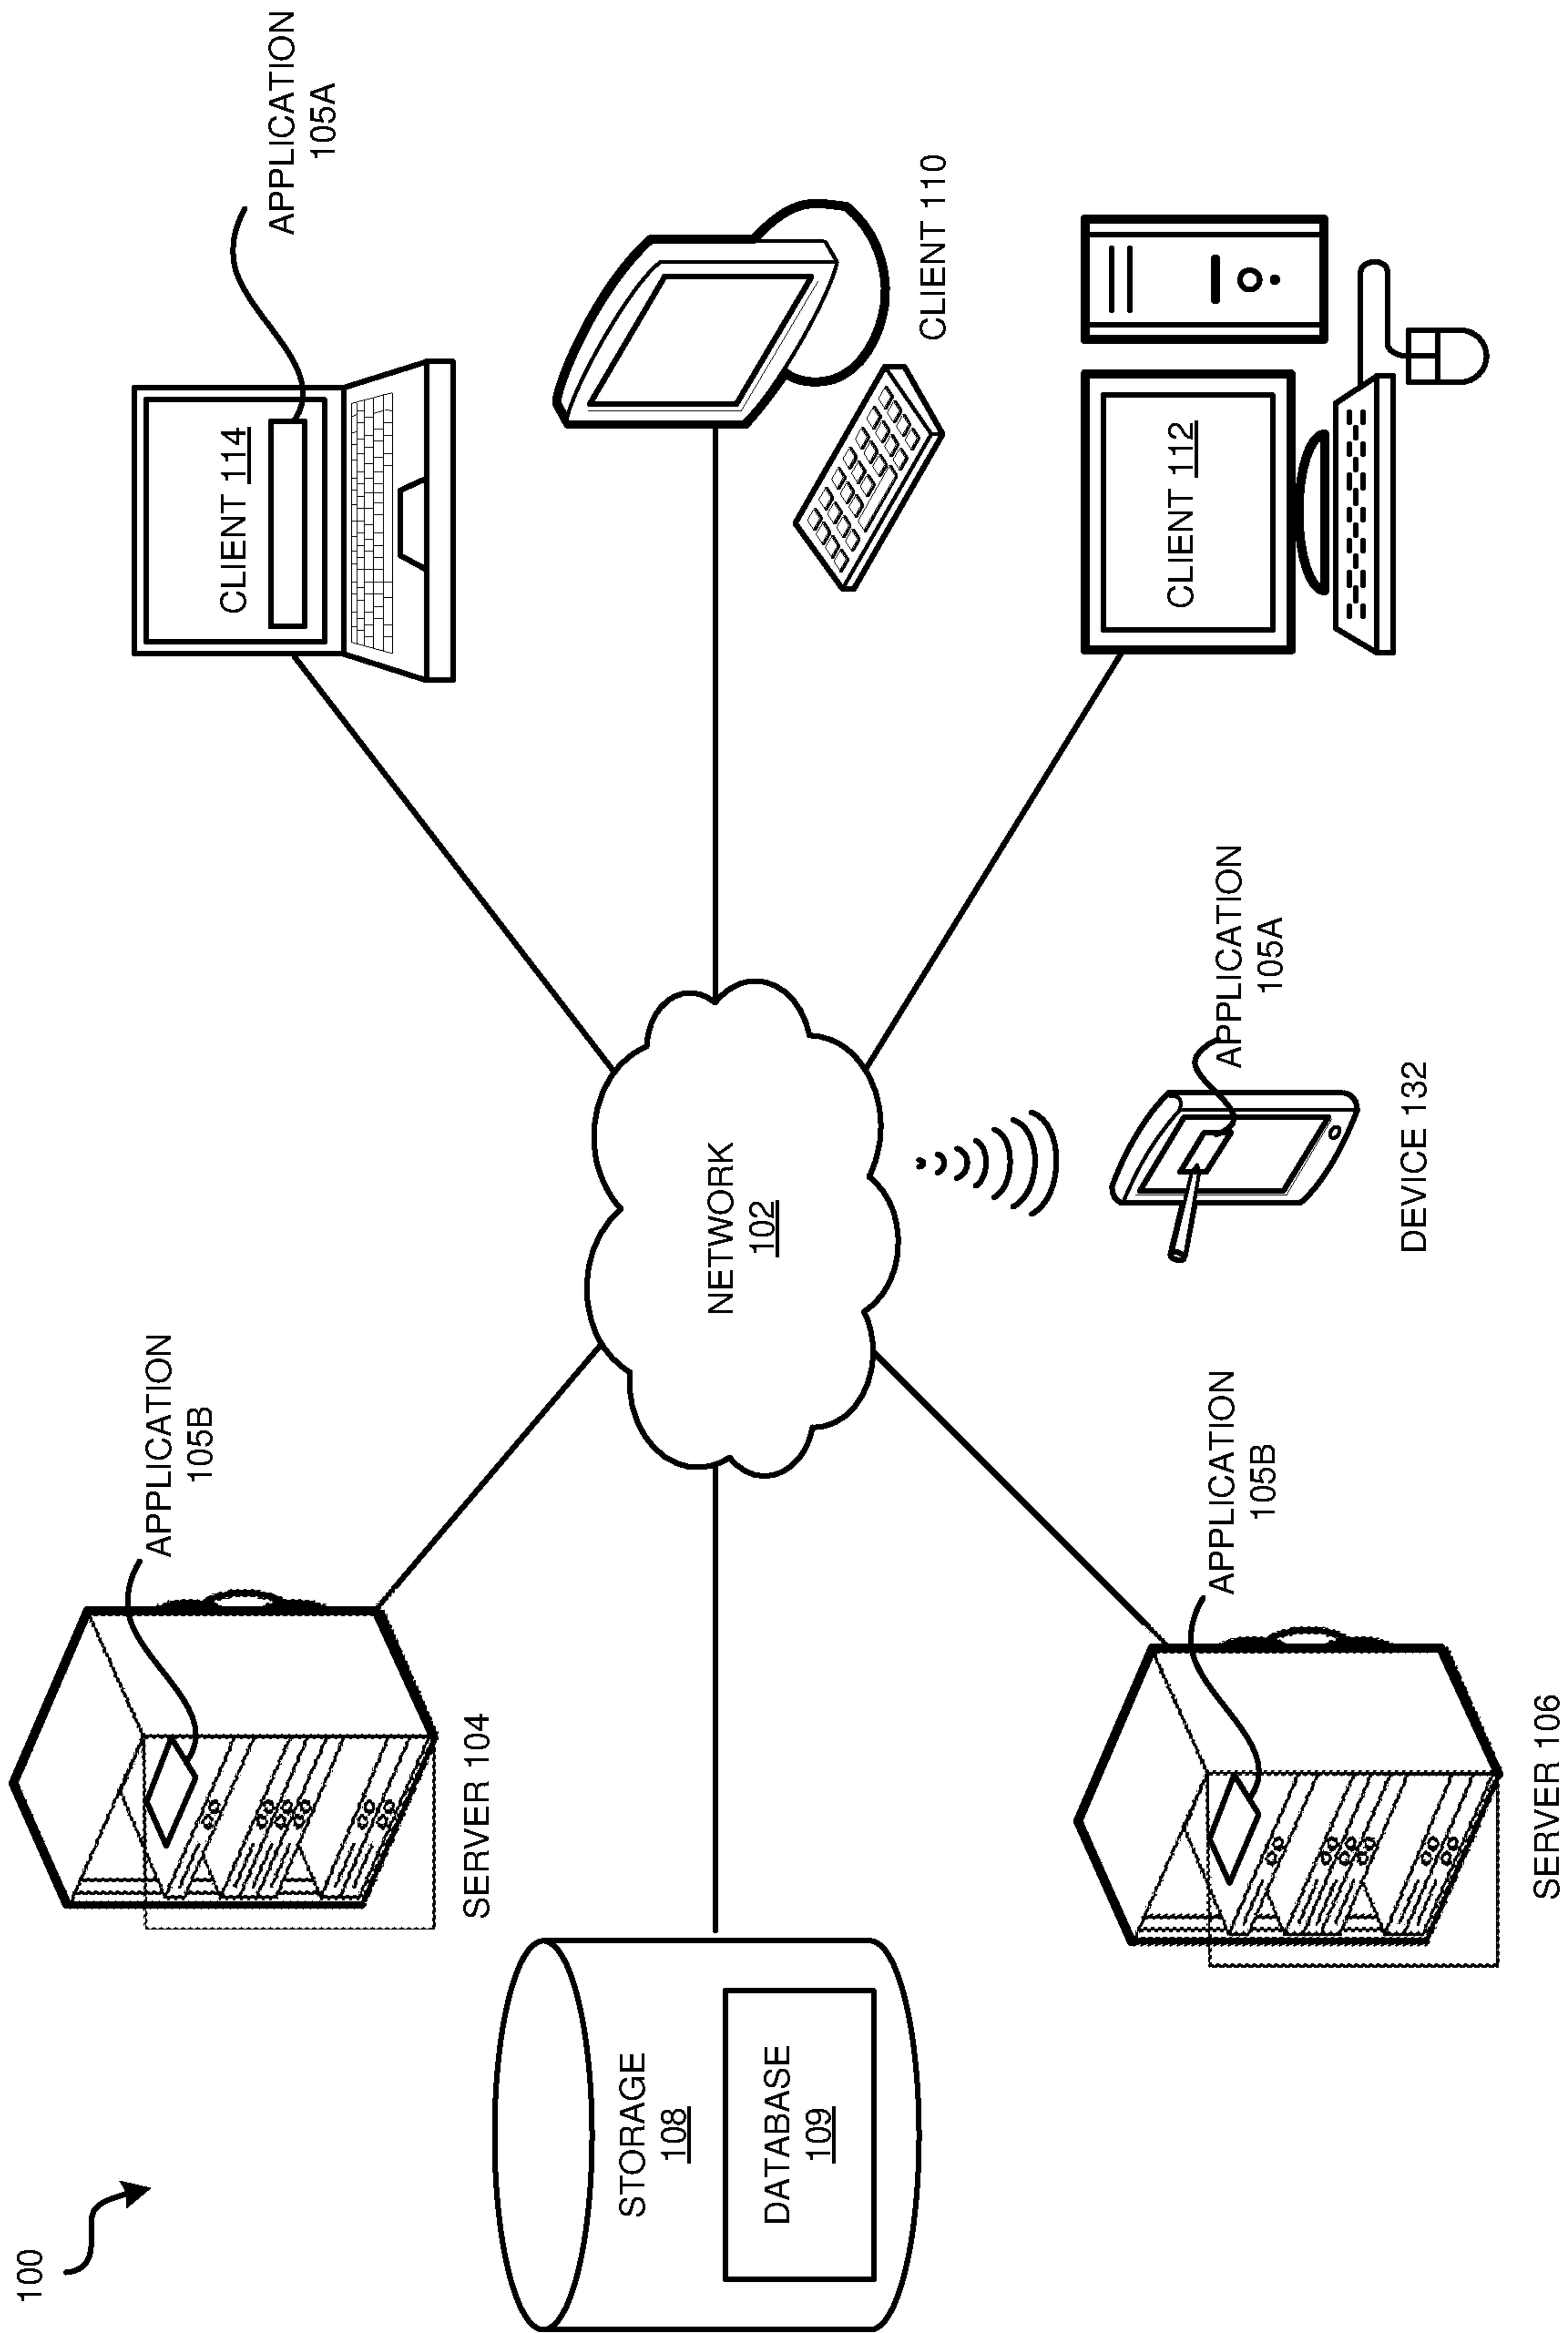 100
APPLICATION
105B
SERVER 104
APPLICATION
105A
CLIENT 114
STORAGE
108
DATABASE
109
NETWORK
102
CLIENT 110
APPLICATION
105B
SERVER 106
APPLICATION
105A
DEVICE 132
CLIENT 112